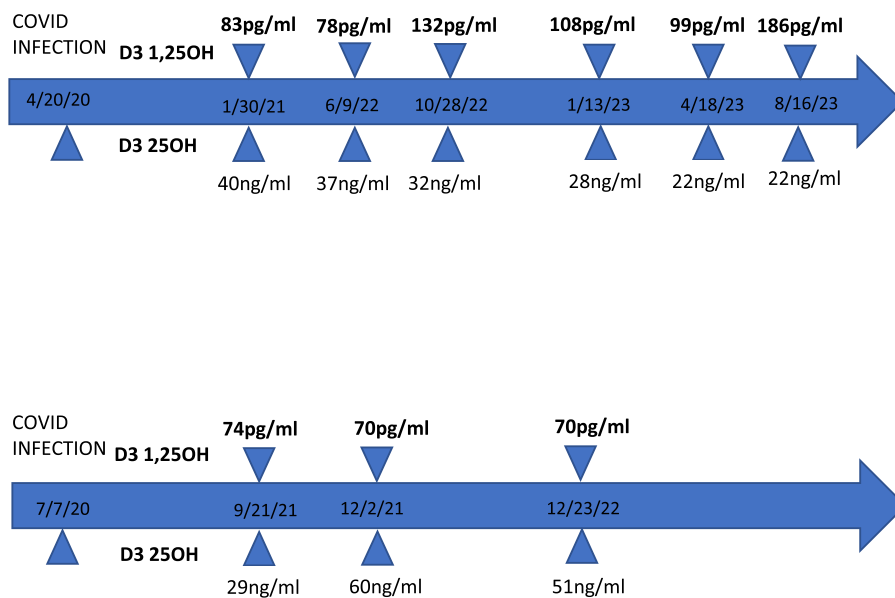 COVID
INFECTION
D3 1,25OH
83pg/ml
78pg/ml
132pg/ml
108pg/ml
99pg/ml
186pg/ml
4/20/20
1/30/21
6/9/22
10/28/22
1/13/23
4/18/23
8/16/23
D3 25OH
40ng/ml
37ng/ml
32ng/ml
28ng/ml
22ng/ml
22ng/ml
COVID
INFECTION
D3 1,25OH
74pg/ml
70pg/ml
70pg/ml
7/7/20
9/21/21
12/2/21
12/23/22
D3 25OH
29ng/ml
60ng/ml
51ng/ml